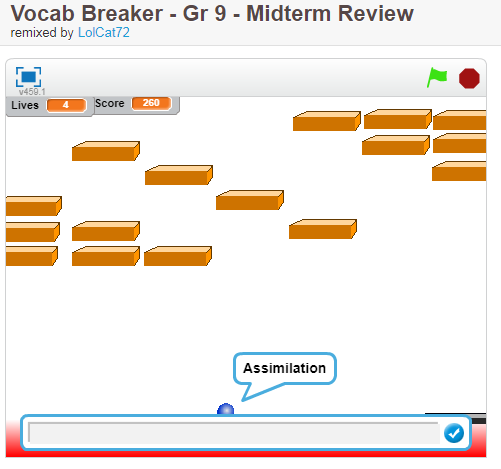 Vocab Breaker - Gr 9 - Midterm Review
remixed by LolCat72
v459.1
Lives 4 Score 260
Assimilation